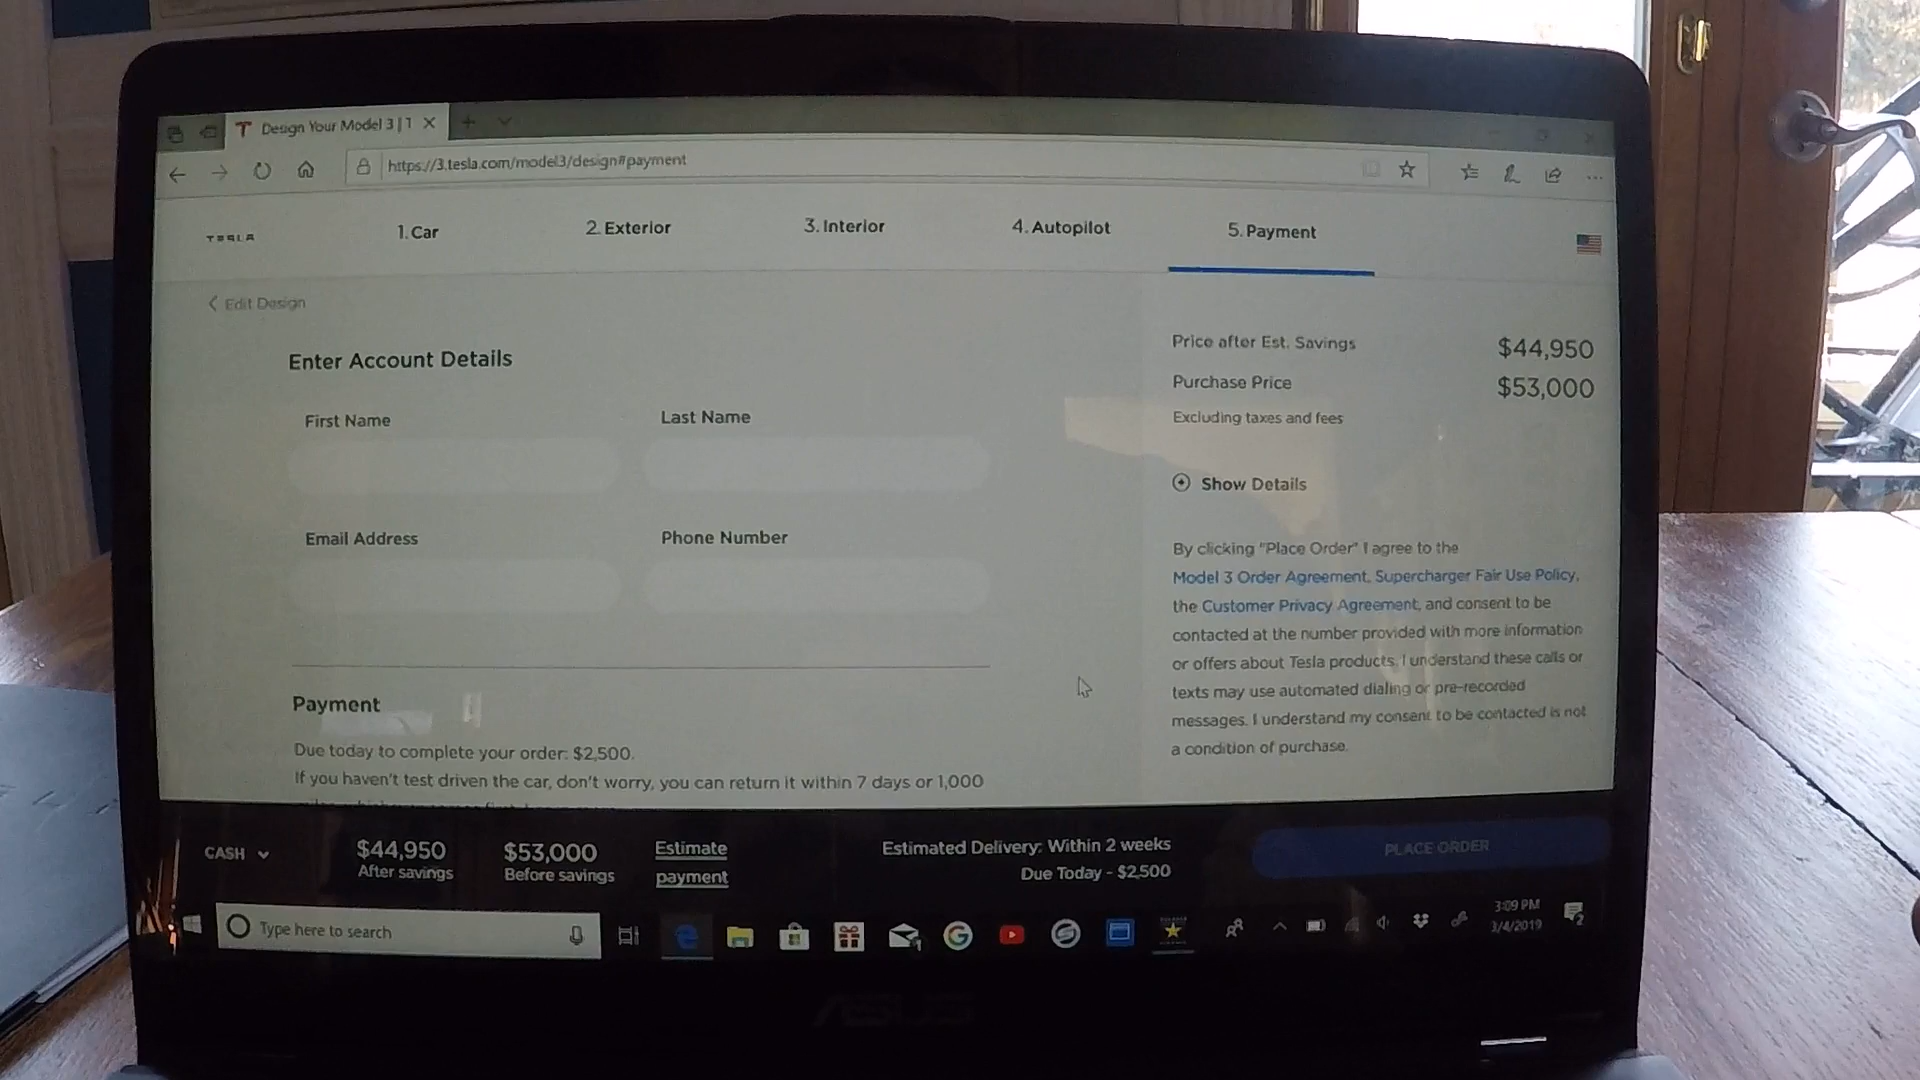 Design Your Model 3 | T
https://3.tesla.com/model3/design#payment
TESLA
1. Car
2. Exterior
3. Interior
4. Autopilot
5. Payment
Edit Design
Enter Account Details
First Name
Last Name
Email Address
Phone Number
Payment
Due today to complete your order: $2,500.
If you haven't test driven the car, don't worry, you can return it within 7 days or 1,000
Price after Est. Savings $44,950
Purchase Price $53,000
Excluding taxes and fees
Show Details
By clicking "Place Order" I agree to the
Model 3 Order Agreement, Supercharger Fair Use Policy,
the Customer Privacy Agreement, and consent to be
contacted at the number provided with more information
or offers about Tesla products. I understand these calls or
texts may use automated dialing or pre-recorded
messages. I understand my consent to be contacted is not
a condition of purchase.
CASH
$44,950
After savings
$53,000
Before savings
Estimate
payment
Estimated Delivery: Within 2 weeks
Due Today - $2,500
PLACE ORDER
Type here to search
3:09 PM
3/4/2019
2
ASUS